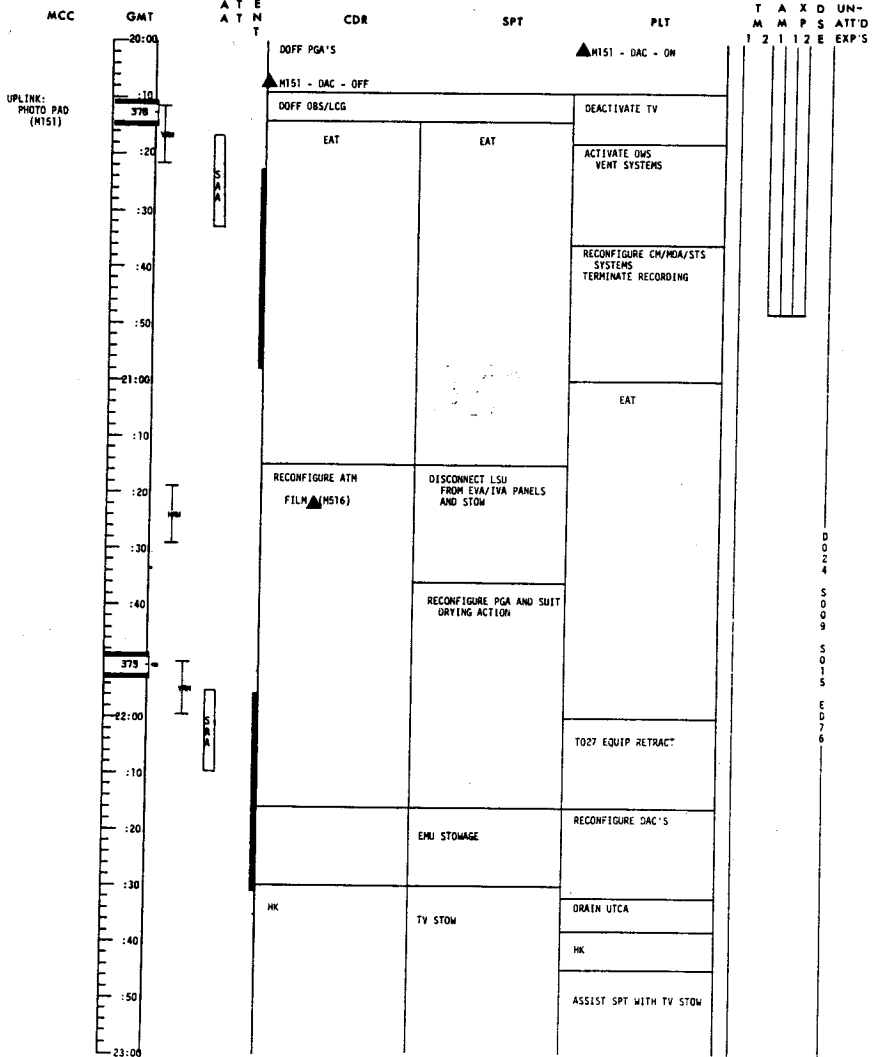 MCC GMT A A T T T E N T CDR SPT PLT T M 1 2 A M 1 X P 1 2 D S E UN- ATT'D EXP'S
20:00
DOFF PGA'S
▲M151 - DAC - ON
▲M151 - DAC - OFF
:10
UPLINK:
PHOTO PAD
(M151)
378
DOFF OBS/LCG
DEACTIVATE TV
EAT
EAT
:20
SAA
ACTIVATE OWS
VENT SYSTEMS
:30
:40
RECONFIGURE CM/MDA/STS
SYSTEMS
TERMINATE RECORDING
:50
21:00
EAT
:10
RECONFIGURE ATM
FILM ▲(M516)
DISCONNECT LSU
FROM EVA/IVA PANELS
AND STOW
:20
:30
:40
RECONFIGURE PGA AND SUIT
DRYING ACTION
D024 S009 S015 ED76
379
SAA
22:00
T027 EQUIP RETRACT
:10
RECONFIGURE DAC'S
:20
EMU STOWAGE
:30
HK
TV STOW
DRAIN UTCA
:40
HK
:50
ASSIST SPT WITH TV STOW
23:00